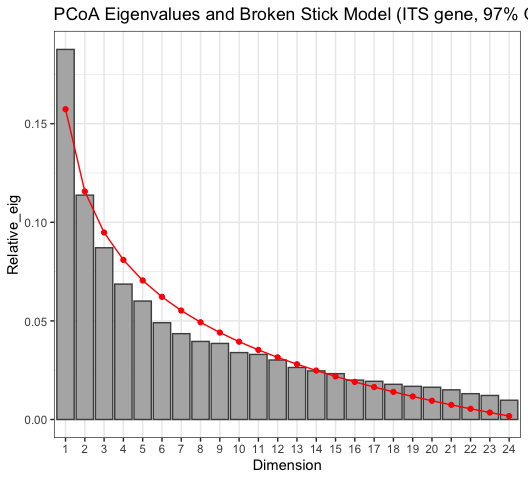 PCoA Eigenvalues and Broken Stick Model (ITS gene, 97%
Relative_eig
0.15
0.10
0.05
0.00
1 2 3 4 5 6 7 8 9 10 11 12 13 14 15 16 17 18 19 20 21 22 23 24
Dimension